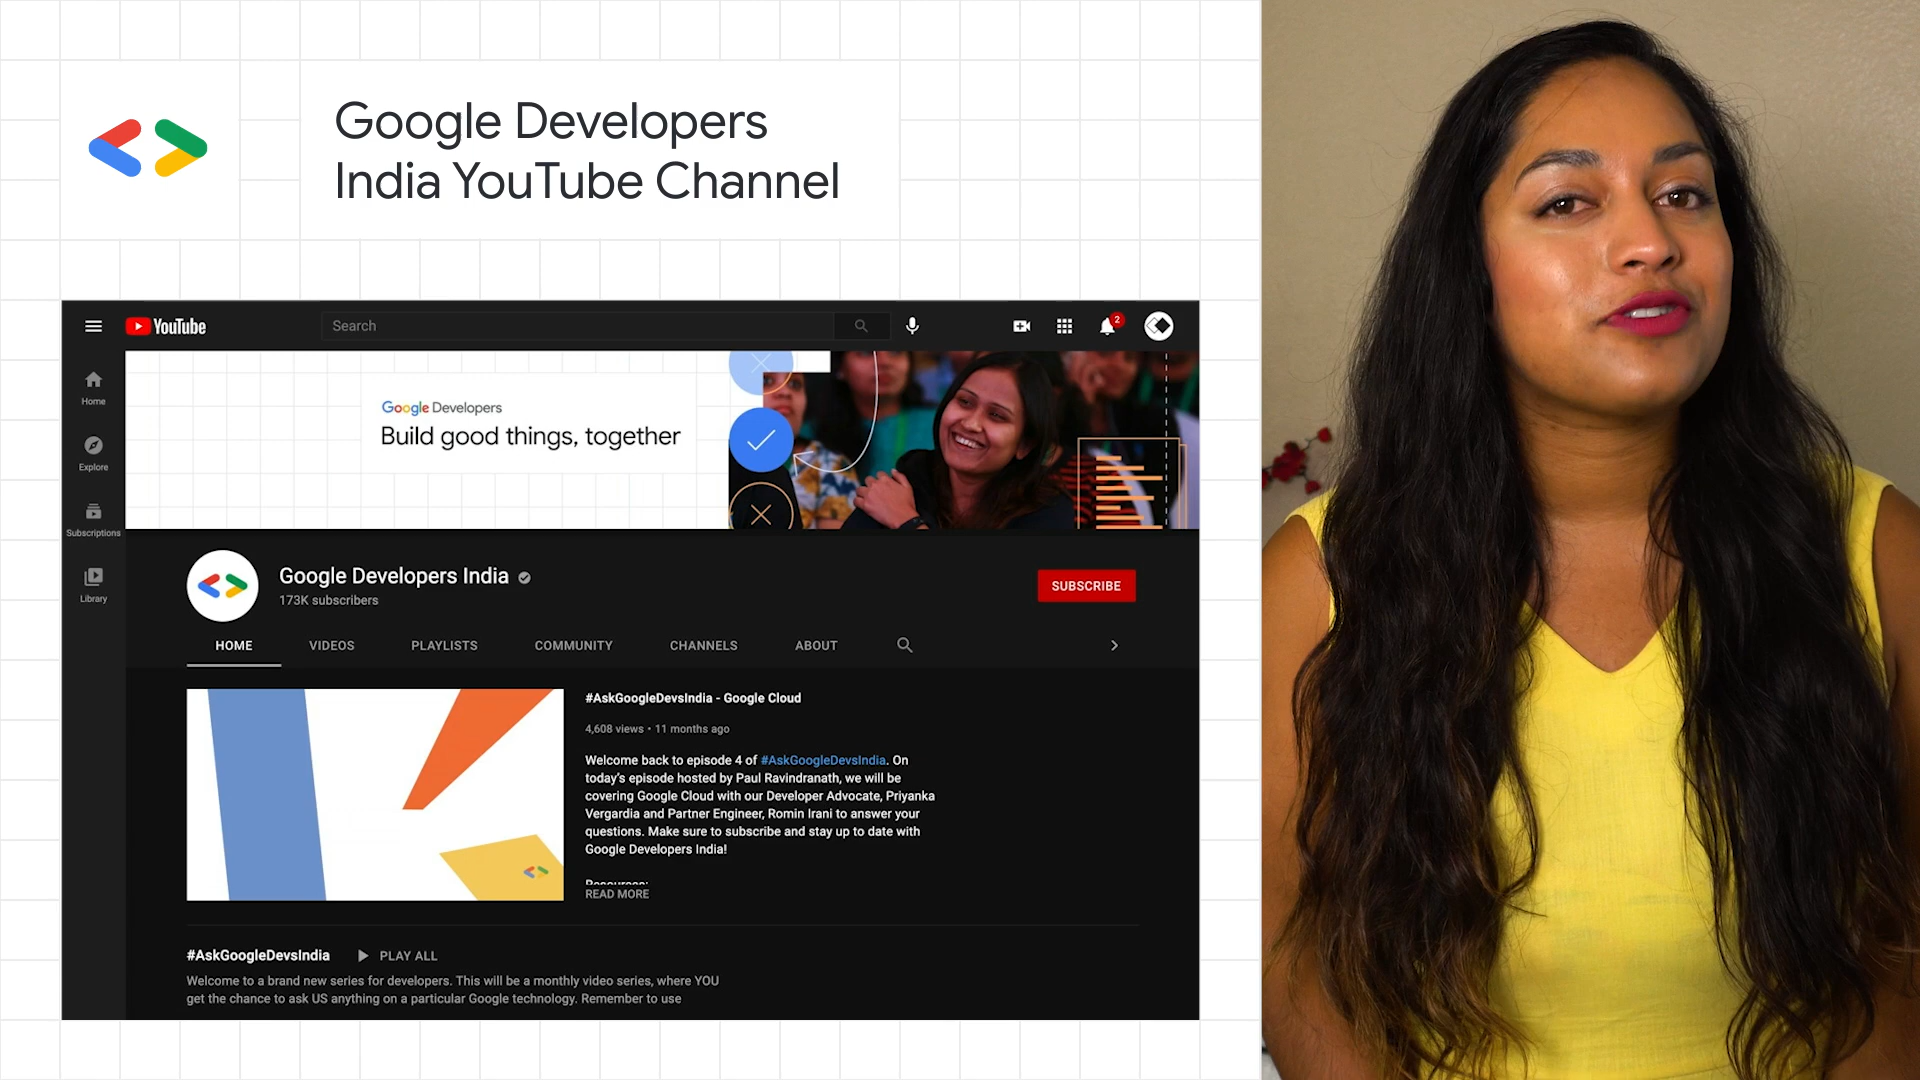 Google Developers
India YouTube Channel
YouTube
Search
2
Home
Explore
Subscriptions
Library
Google Developers
Build good things, together
Google Developers India
173K subscribers
SUBSCRIBE
HOME VIDEOS PLAYLISTS COMMUNITY CHANNELS ABOUT
#AskGoogleDevsIndia - Google Cloud
4,608 views • 11 months ago
Welcome back to episode 4 of #AskGoogleDevsIndia. On
today's episode hosted by Paul Ravindranath, we will be
covering Google Cloud with our Developer Advocate, Priyanka
Vergardia and Partner Engineer, Romin Irani to answer your
questions. Make sure to subscribe and stay up to date with
Google Developers India!
READ MORE
#AskGoogleDevsIndia PLAY ALL
Welcome to a brand new series for developers. This will be a monthly video series, where YOU
get the chance to ask US anything on a particular Google technology. Remember to use